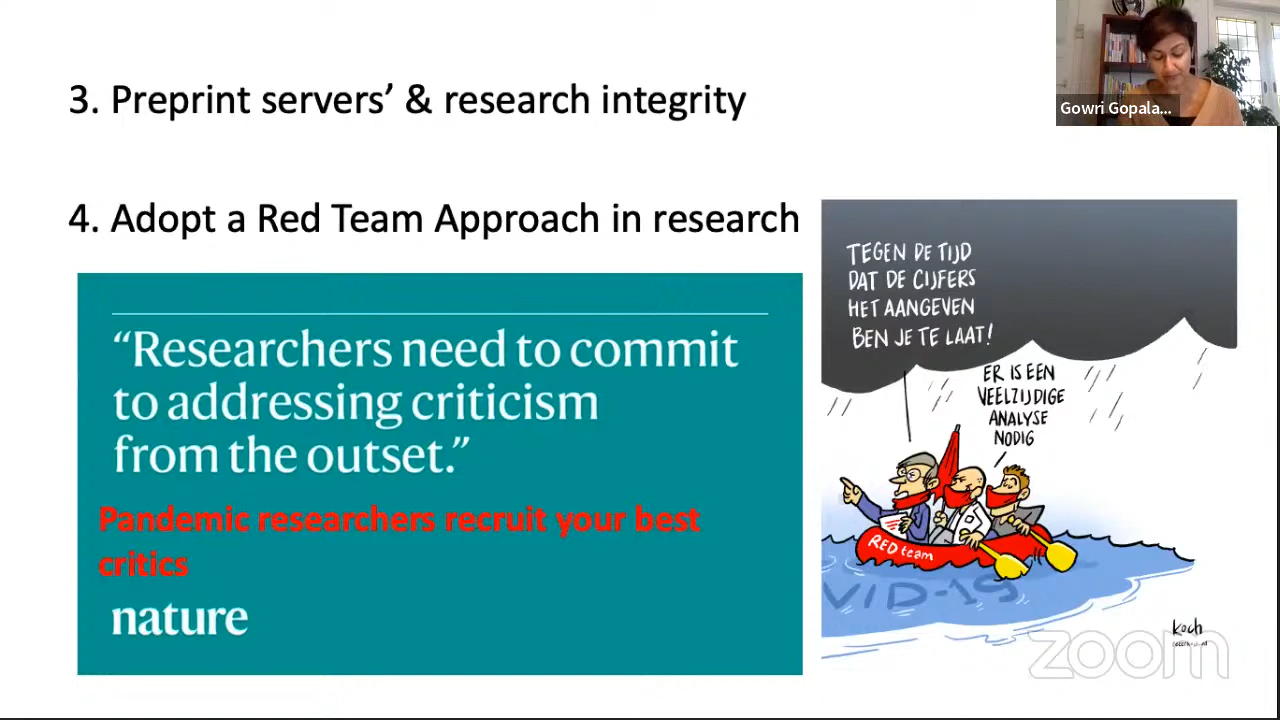 3. Preprint servers’ & research integrity
Gowri Gopala...
4. Adopt a Red Team Approach in research
“Researchers need to commit
to addressing criticism
from the outset.”
Pandemic researchers recruit your best
critics
nature
TEGEN DE TIJD
DAT DE CIJFERS
HET AANGEVEN
BEN JE TE LAAT!
ER IS EEN
VEELZIJDIGE
ANALYSE
NODIG
RED team
VID-19
Koch
zoom